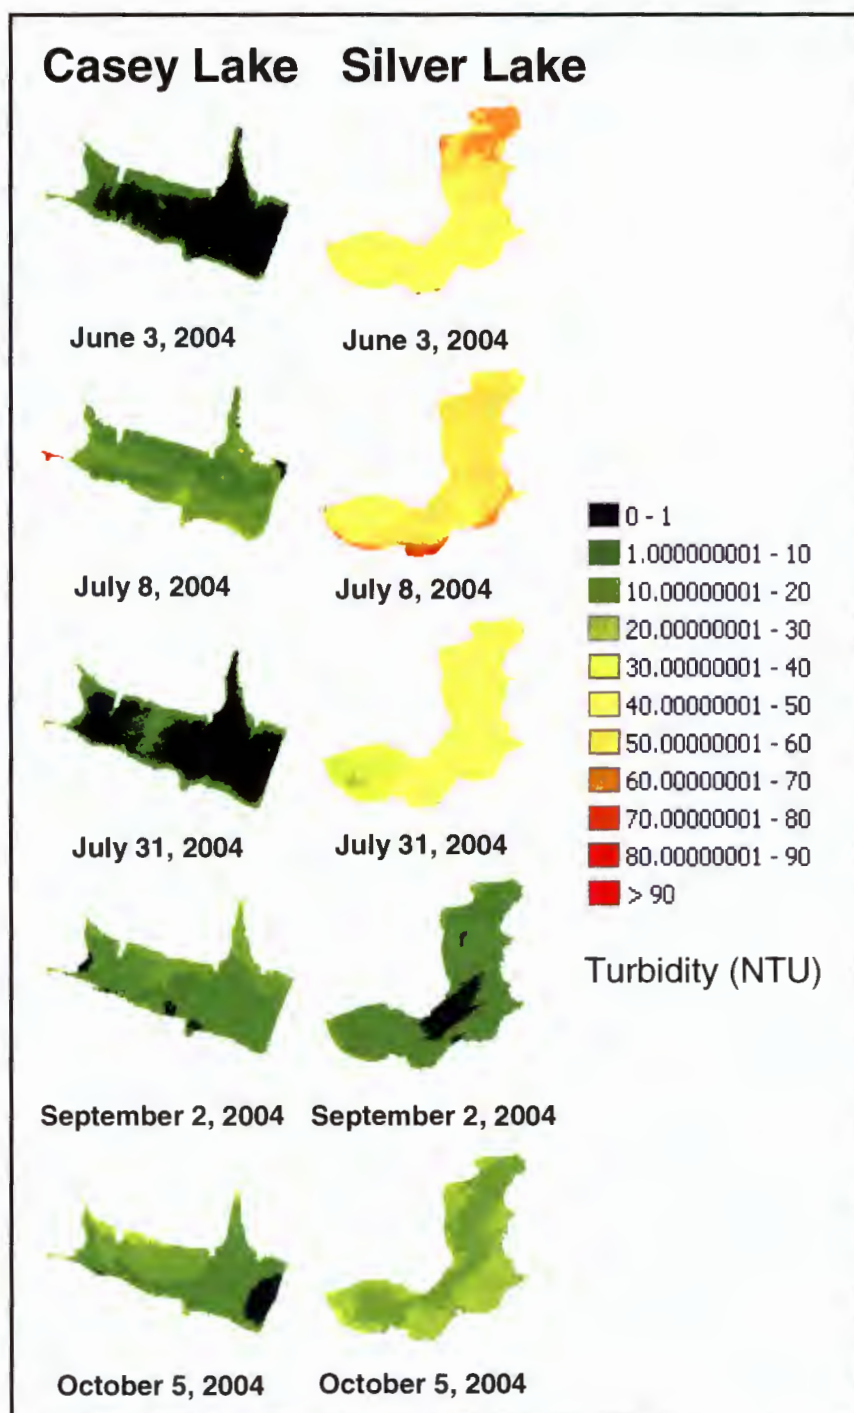 Casey Lake Silver Lake
June 3, 2004 June 3, 2004
July 8, 2004 July 8, 2004
July 31, 2004 July 31, 2004
September 2, 2004 September 2, 2004
October 5, 2004 October 5, 2004
0 - 1
1.000000001 - 10
10.00000001 - 20
20.00000001 - 30
30.00000001 - 40
40.00000001 - 50
50.00000001 - 60
60.00000001 - 70
70.00000001 - 80
80.00000001 - 90
> 90
Turbidity (NTU)